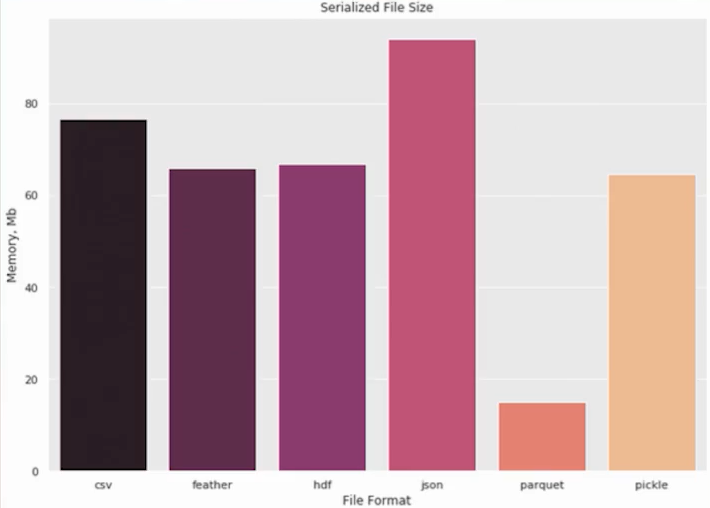 Serialized File Size
Memory, Mb
80
60
40
20
0
csv feather hdf json parquet pickle
File Format